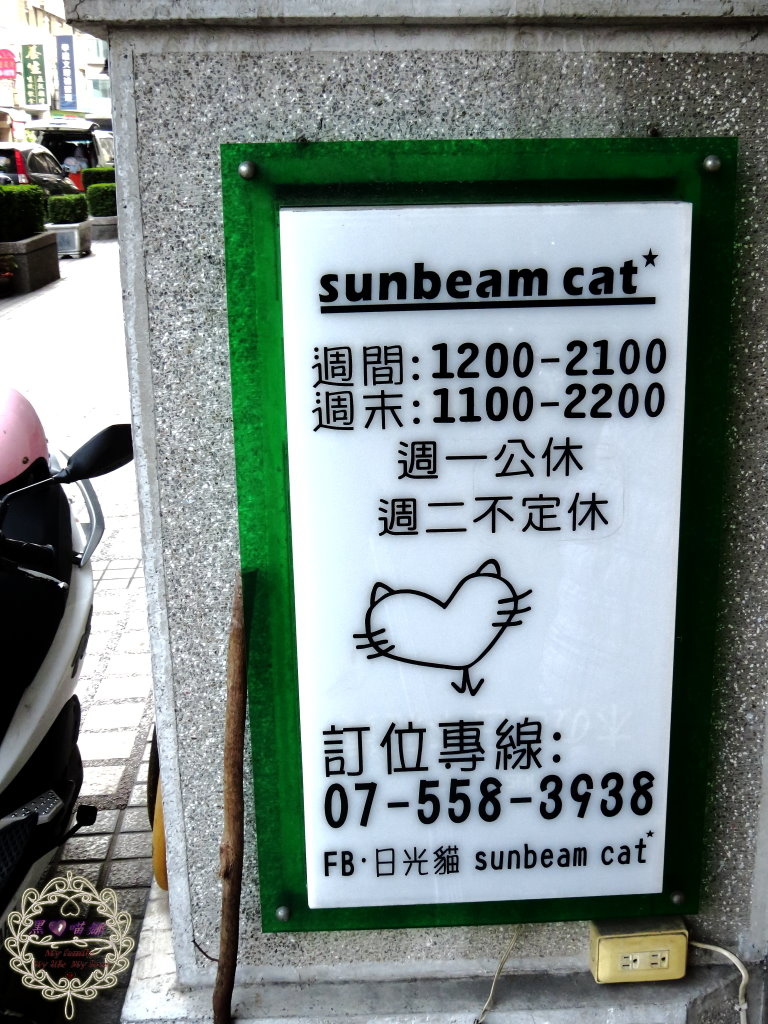 sunbeam cat★
週間:1200-2100
週末:1100-2200
週一公休
週二不定休
訂位專線:
07-558-3938
FB·日光貓 sunbeam cat★